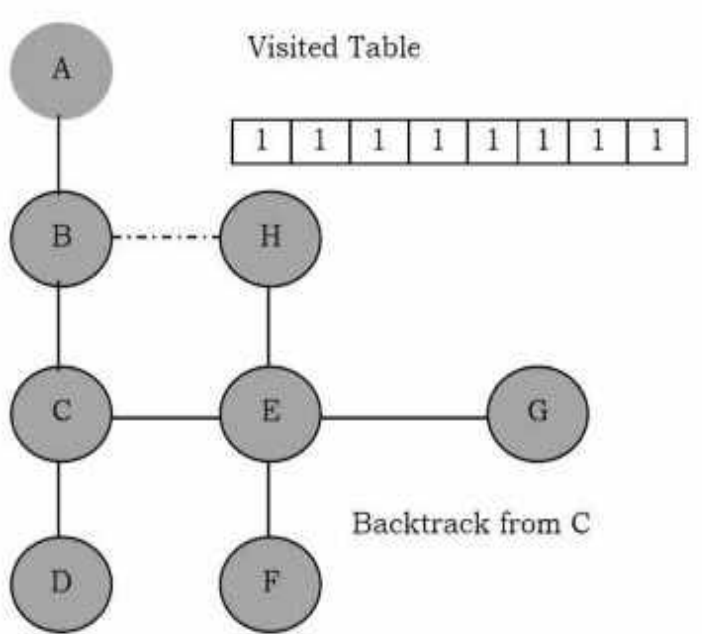 A
Visited Table
1 1 1 1 1 1 1 1
B H
C E G
Backtrack from C
D F